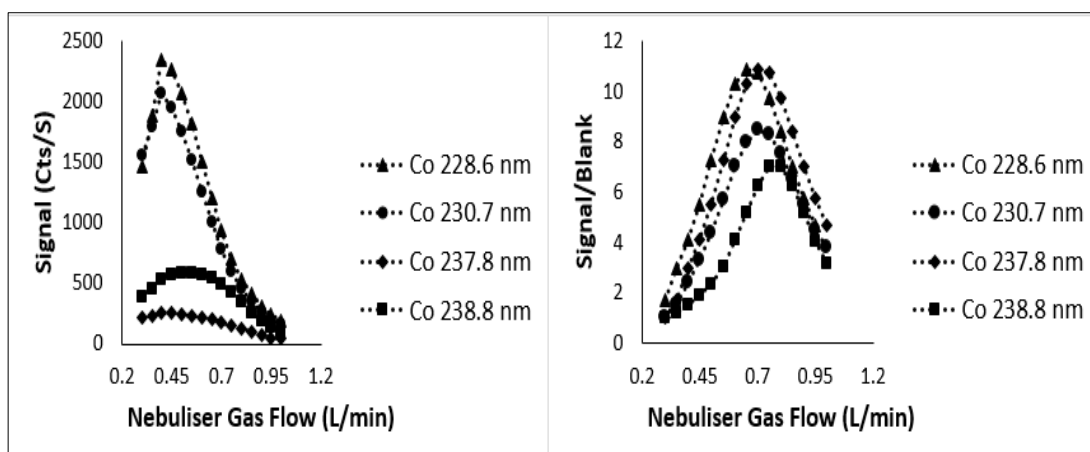 2500
2000
1500
1000
500
0
0.2 0.45 0.7 0.95 1.2
Signal (Cts/S)
Nebuliser Gas Flow (L/min)
Co 228.6 nm
Co 230.7 nm
Co 237.8 nm
Co 238.8 nm
12
10
8
6
4
2
0
0.2 0.45 0.7 0.95 1.2
Signal/Blank
Nebuliser Gas Flow (L/min)
Co 228.6 nm
Co 230.7 nm
Co 237.8 nm
Co 238.8 nm